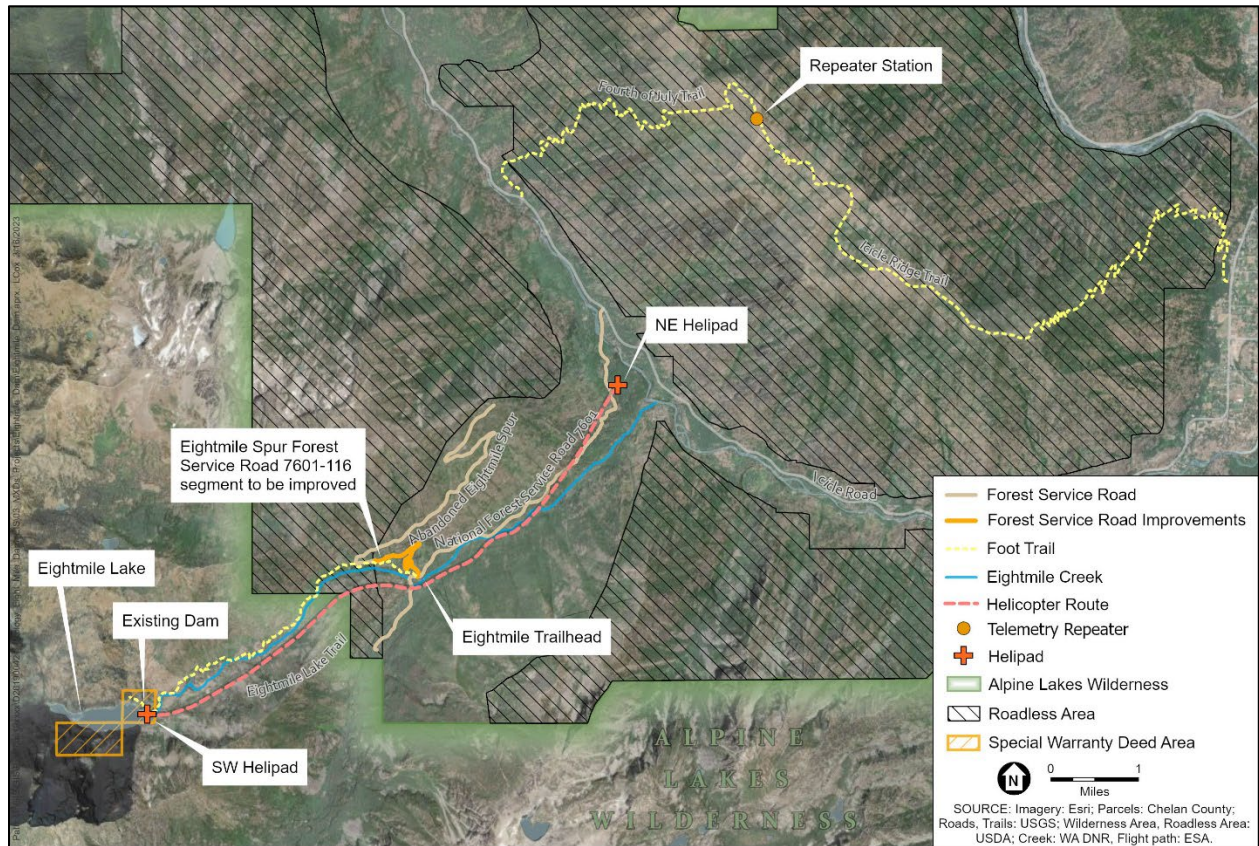 Repeater Station
Fourth of July Trail
Icicle Ridge Trail
NE Helipad
Eightmile Spur Forest
Service Road 7601-116
segment to be improved
Abandoned Eightmile Spur
National Forest Service Road 7601
Icicle Road
Eightmile Lake
Existing Dam
Eightmile Trailhead
Eightmile Lake Trail
SW Helipad
ALPINE
LAKES
WILDERNESS
Forest Service Road
Forest Service Road Improvements
Foot Trail
Eightmile Creek
Helicopter Route
Telemetry Repeater
Helipad
Alpine Lakes Wilderness
Roadless Area
Special Warranty Deed Area
N
0 1
Miles
SOURCE: Imagery: Esri; Parcels: Chelan County;
Roads, Trails: USGS; Wilderness Area, Roadless Area:
USDA; Creek: WA DNR, Flight path: ESA.